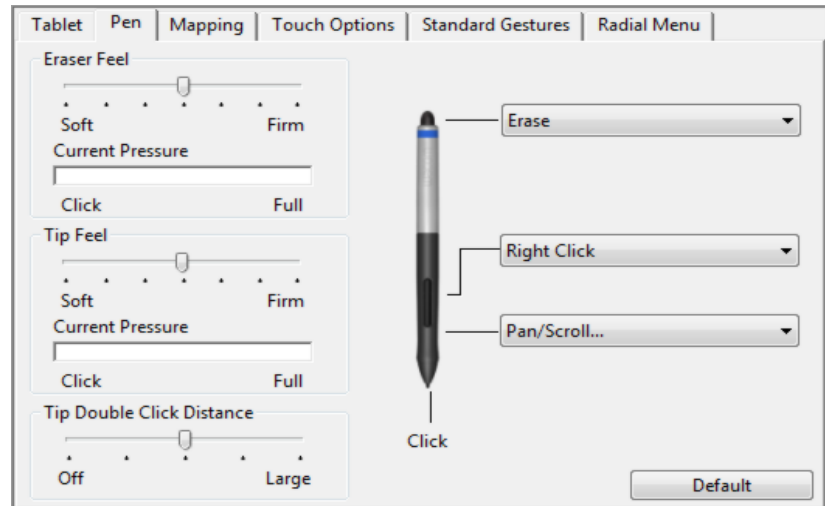 Tablet Pen Mapping Touch Options Standard Gestures Radial Menu
Eraser Feel
Soft Firm
Current Pressure
Click Full
Tip Feel
Soft Firm
Current Pressure
Click Full
Tip Double Click Distance
Off Large
Erase
Right Click
Pan/Scroll...
Click
Default